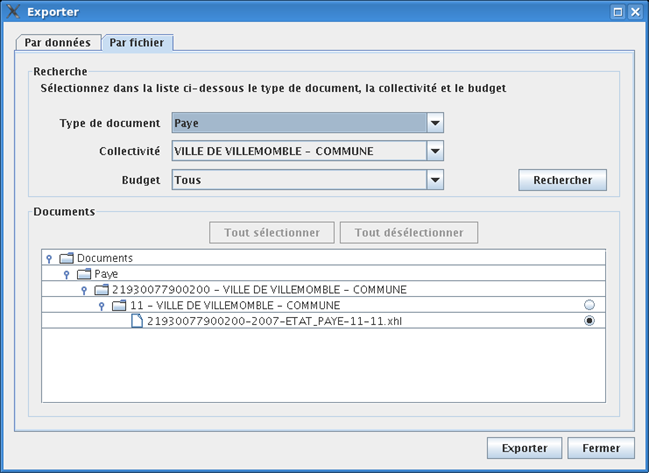 Exporter
Par données Par fichier
Recherche
Sélectionnez dans la liste ci-dessous le type de document, la collectivité et le budget
Type de document Paye
Collectivité VILLE DE VILLEMOMBLE - COMMUNE
Budget Tous Rechercher
Documents
Tout sélectionner Tout désélectionner
Documents
Paye
21930077900200 - VILLE DE VILLEMOMBLE - COMMUNE
11 - VILLE DE VILLEMOMBLE - COMMUNE
21930077900200-2007-ETAT_PAYE-11-11.xhl
Exporter Fermer